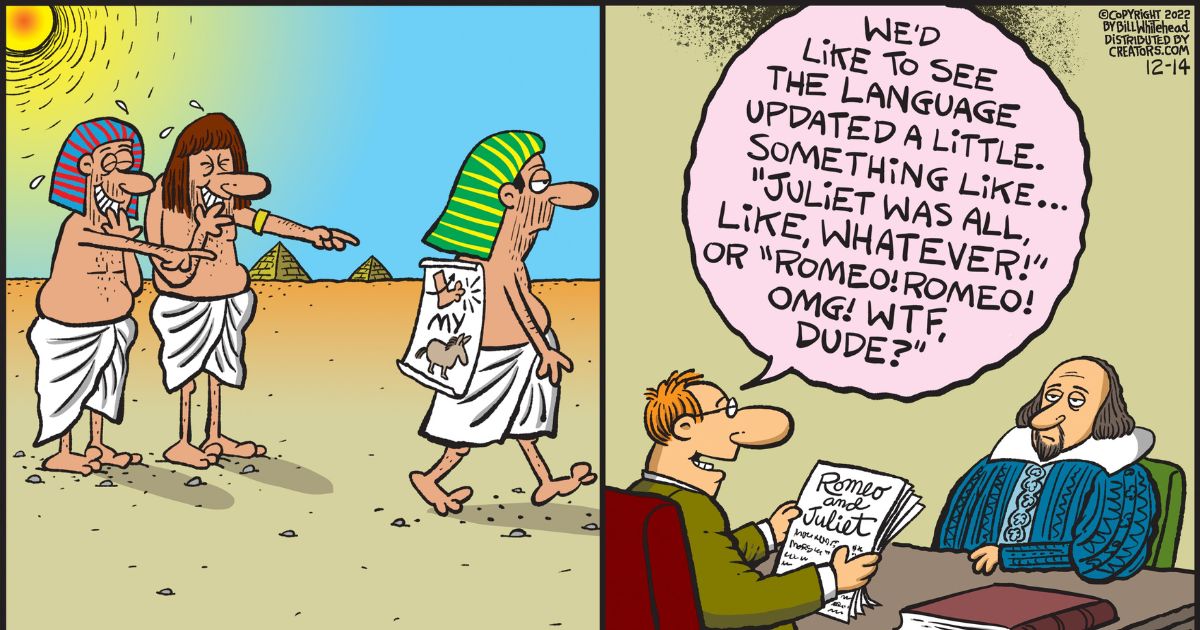 MY
WE'D
LIKE TO SEE
THE LANGUAGE
UPDATED A LITTLE.
SOMETHING LIKE...
"JULIET WAS ALL,
LIKE, WHATEVER!"
OR "ROMEO! ROMEO!
OMG! WTF,
DUDE?"
©COPYRIGHT 2022
BY Bill Whitehead
DISTRIBUTED BY
CREATORS.COM
12-14
Romeo
and
Juliet